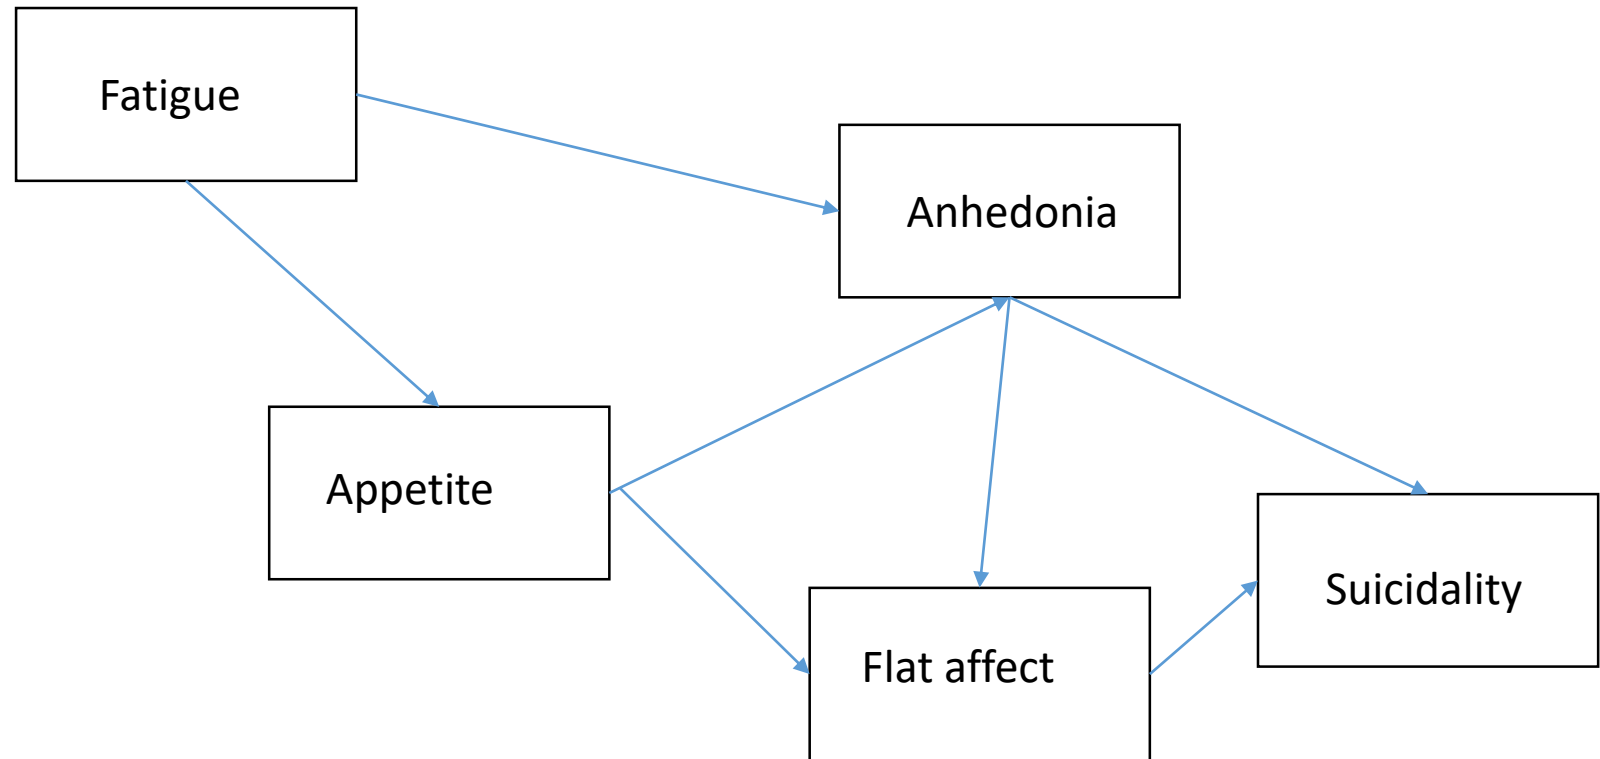 Fatigue
Anhedonia
Appetite
Suicidality
Flat affect